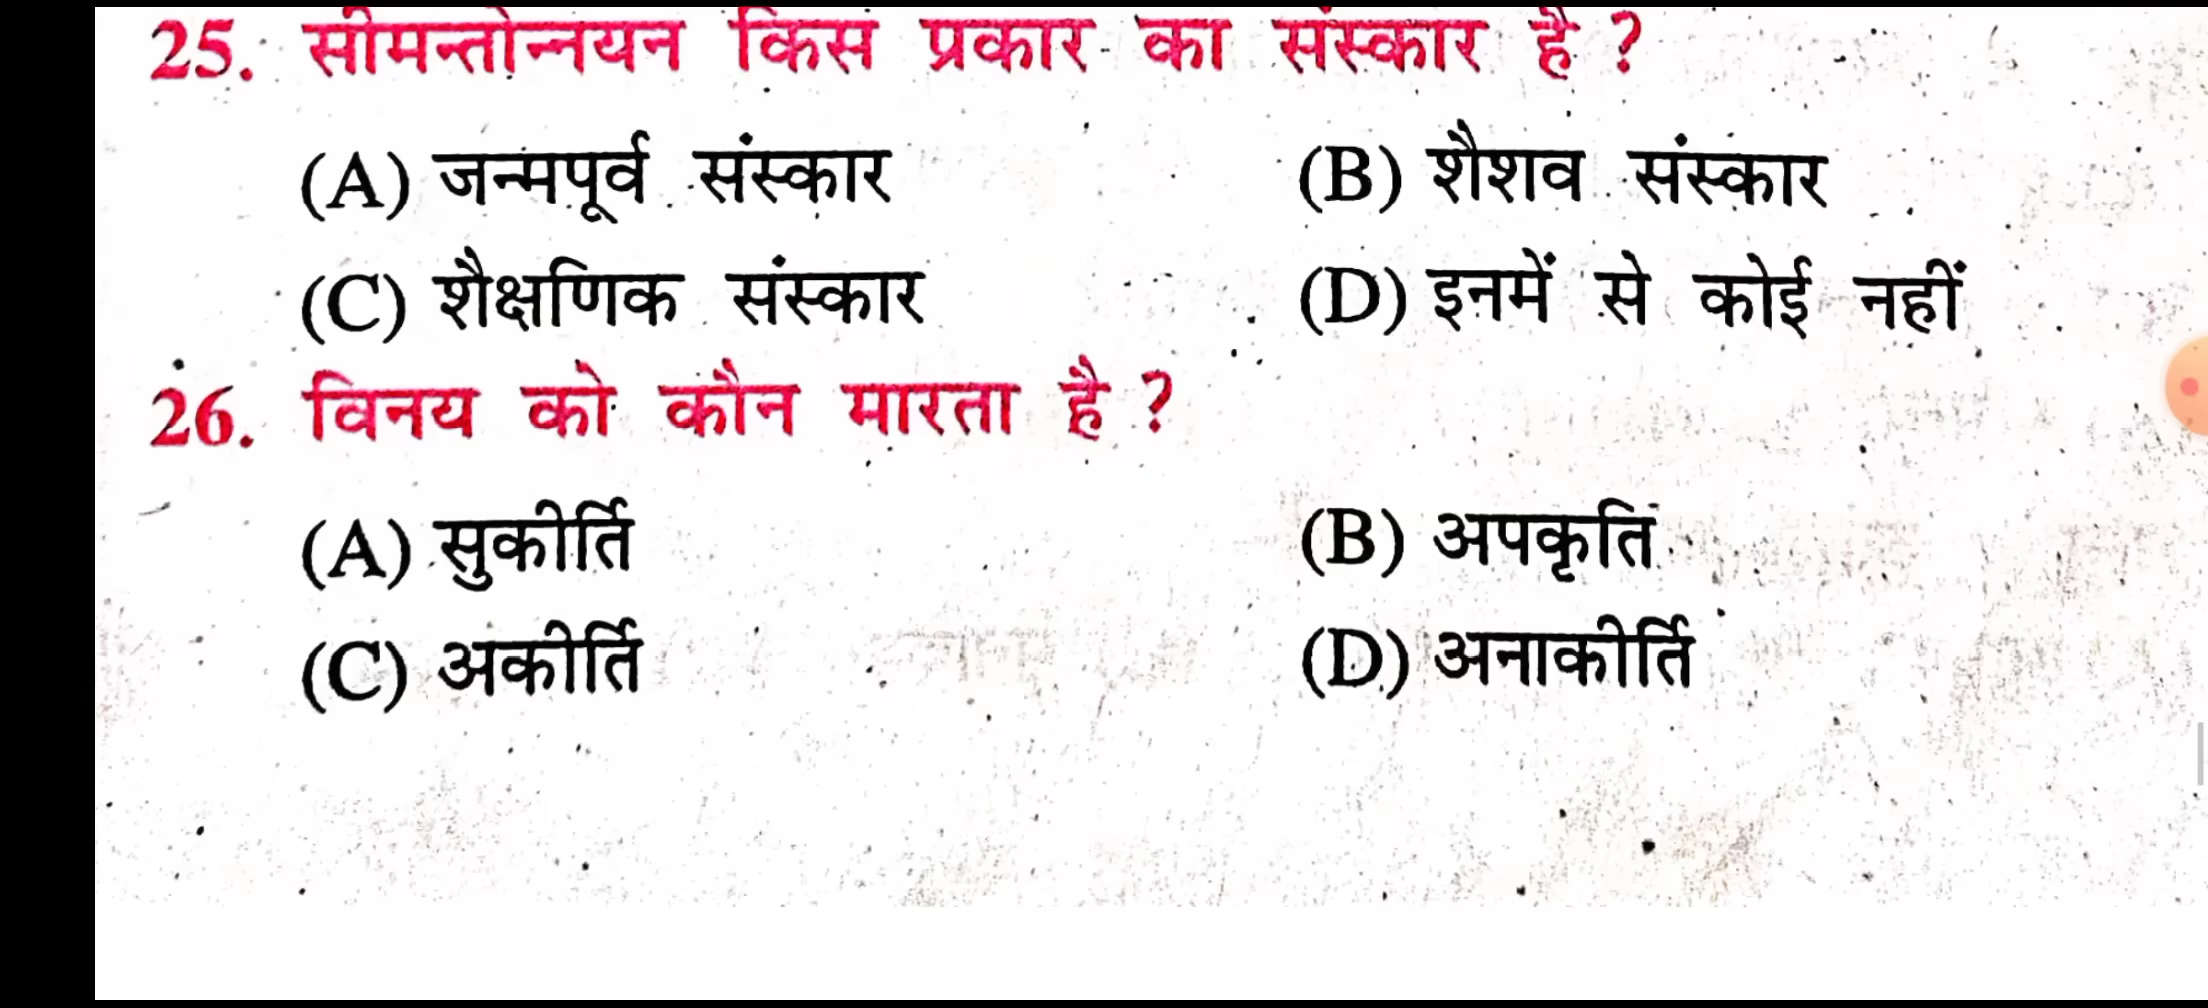 25. सीमन्तोन्नयन किस प्रकार का संस्कार है ?
(A) जन्मपूर्व संस्कार (B) शैशव संस्कार
(C) शैक्षणिक संस्कार (D) इनमें से कोई नहीं
26. विनय को कौन मारता है ?
(A) सुकीर्ति (B) अपकृति
(C) अकीर्ति (D) अनाकीर्ति